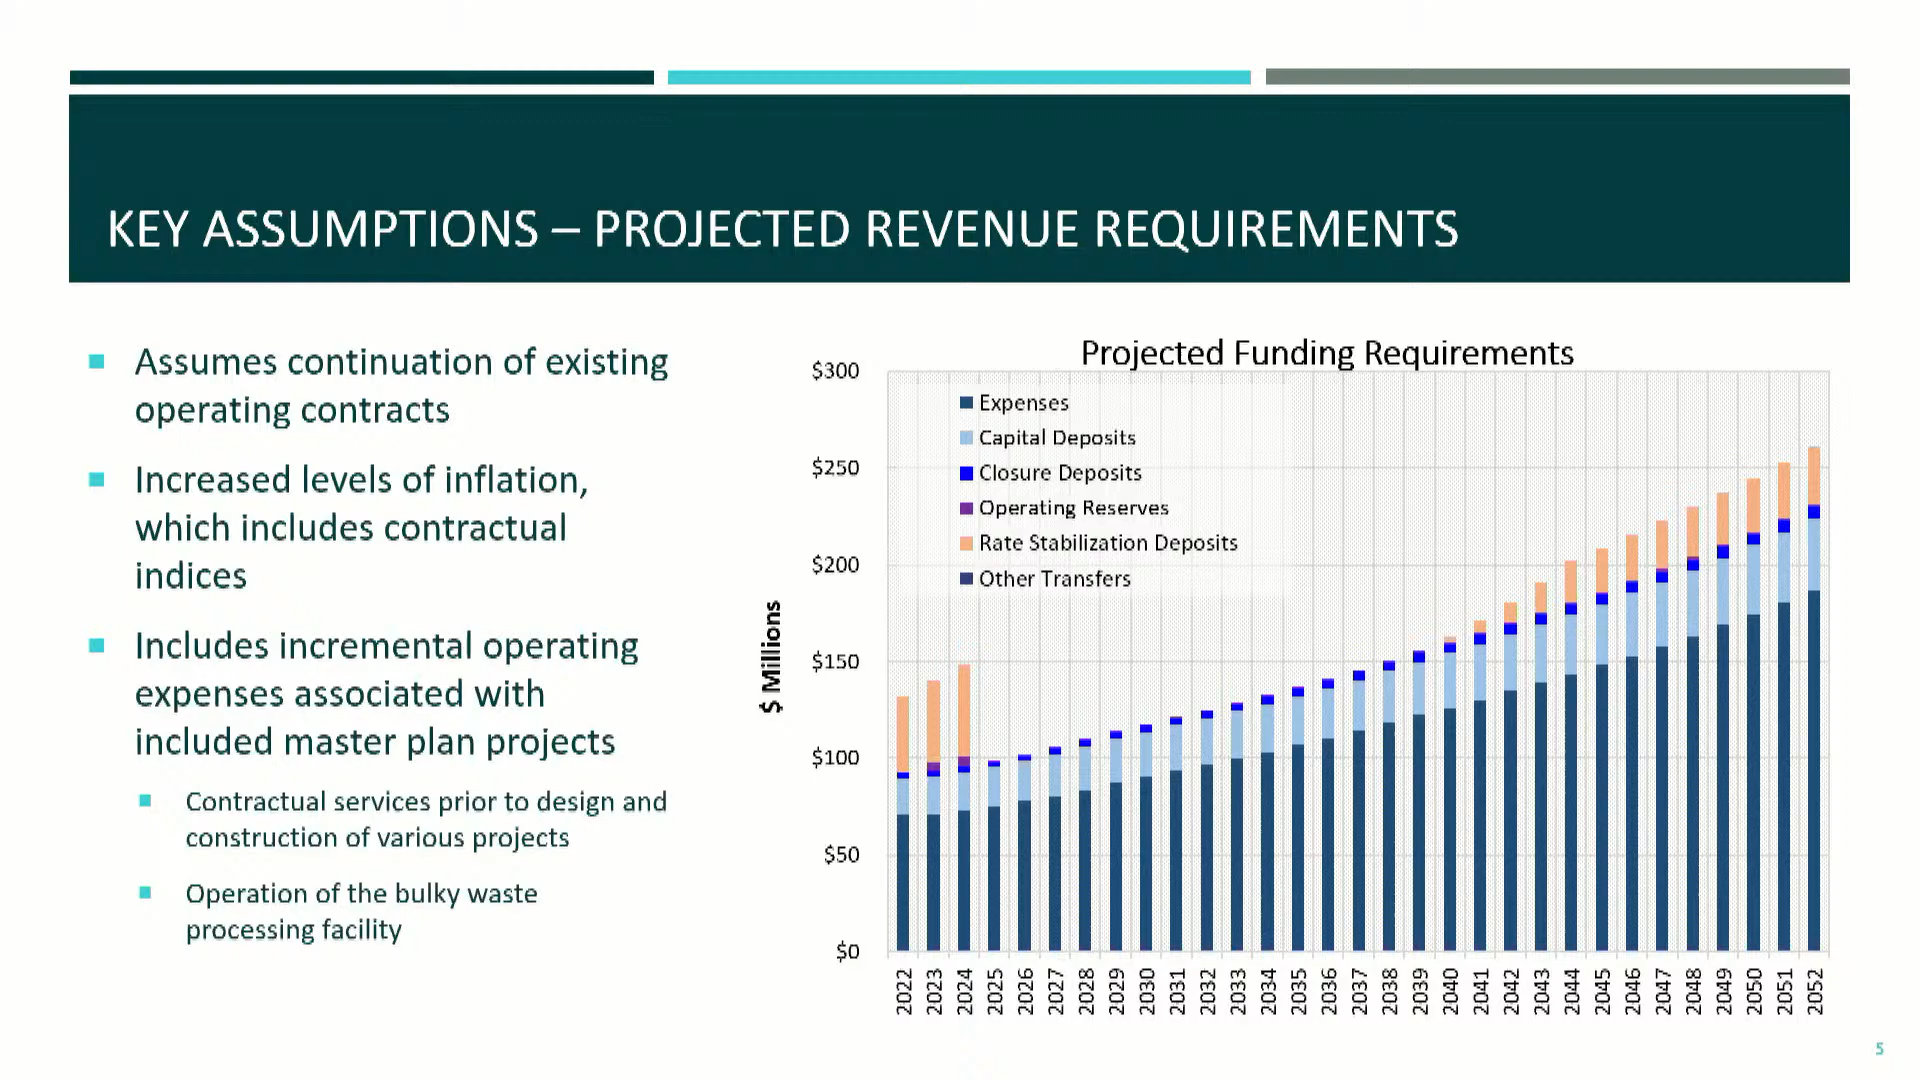 KEY ASSUMPTIONS – PROJECTED REVENUE REQUIREMENTS
Assumes continuation of existing
operating contracts
Increased levels of inflation,
which includes contractual
indices
Includes incremental operating
expenses associated with
included master plan projects
Contractual services prior to design and
construction of various projects
Operation of the bulky waste
processing facility
Projected Funding Requirements
$300
$250
$200
$150
$100
$50
$0
$ Millions
Expenses
Capital Deposits
Closure Deposits
Operating Reserves
Rate Stabilization Deposits
Other Transfers
2022
2023
2024
2025
2026
2027
2028
2029
2030
2031
2032
2033
2034
2035
2036
2037
2038
2039
2040
2041
2042
2043
2044
2045
2046
2047
2048
2049
2050
2051
2052
5